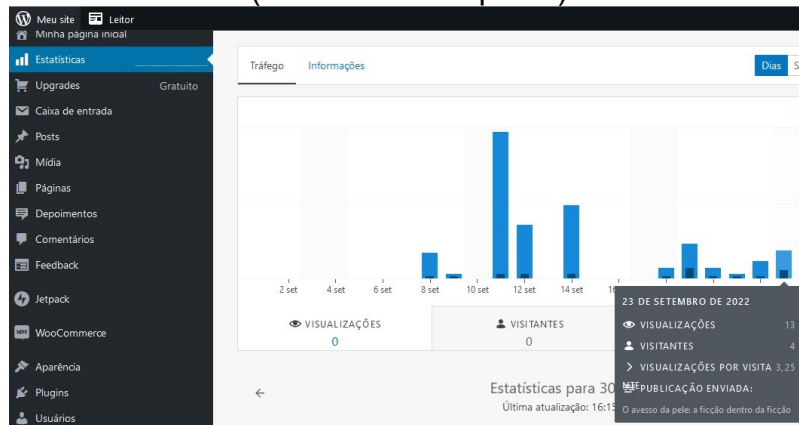 Meu site Leitor
Minha página inicial
Estatísticas
Upgrades Gratuito
Caixa de entrada
Posts
Mídia
Páginas
Depoimentos
Comentários
Feedback
Jetpack
WooCommerce
Aparência
Plugins
Usuários
Tráfego Informações
Dias S
2 set 4 set 6 set 8 set 10 set 12 set 14 set 16
VISUALIZAÇÕES
0
VISITANTES
0
23 DE SETEMBRO DE 2022
VISUALIZAÇÕES 13
VISITANTES 4
VISUALIZAÇÕES POR VISITA 3,25
PUBLICAÇÃO ENVIADA:
O avesso da pele: a ficção dentro da ficção
Estatísticas para 30
Última atualização: 16:15